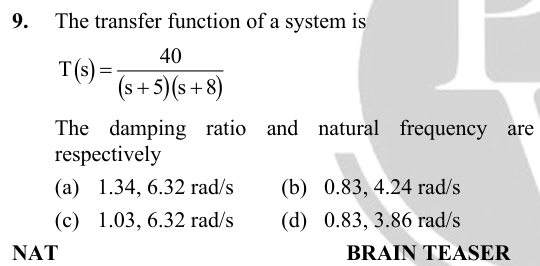 9. The transfer function of a system is
T(s) = 40 / (s + 5)(s + 8)
The damping ratio and natural frequency are
respectively
(a) 1.34, 6.32 rad/s (b) 0.83, 4.24 rad/s
(c) 1.03, 6.32 rad/s (d) 0.83, 3.86 rad/s
NAT BRAIN TEASER